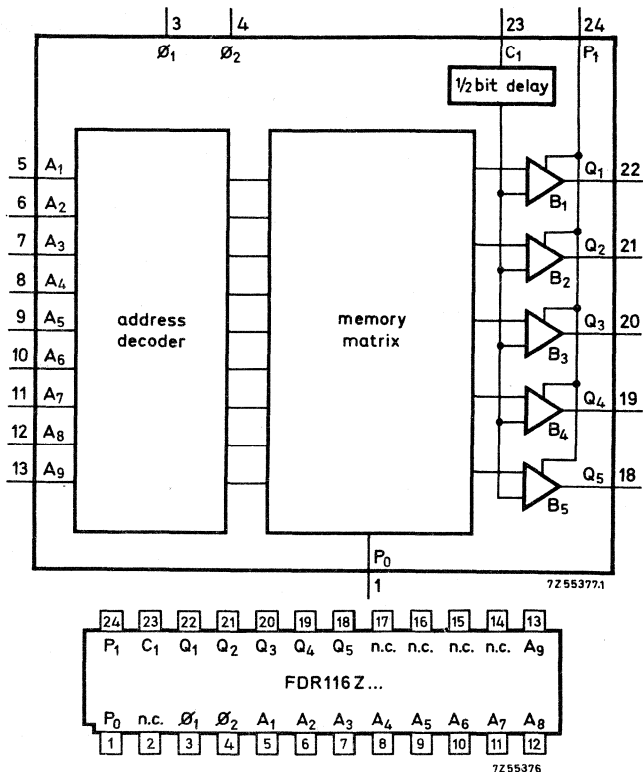 3 4 23 24
Ø₁ Ø₂ C₁ P₁
½ bit delay
5 A₁ Q₁ 22
B₁
6 A₂
7 A₃ Q₂ 21
B₂
8 A₄
9 A₅ address decoder memory matrix Q₃ 20
B₃
10 A₆
11 A₇ Q₄ 19
B₄
12 A₈
13 A₉ Q₅ 18
B₅
P₀
1
7Z55377.1
24 23 22 21 20 19 18 17 16 15 14 13
P₁ C₁ Q₁ Q₂ Q₃ Q₄ Q₅ n.c. n.c. n.c. n.c. A₉
FDR116Z...
P₀ n.c. Ø₁ Ø₂ A₁ A₂ A₃ A₄ A₅ A₆ A₇ A₈
1 2 3 4 5 6 7 8 9 10 11 12
7Z55376